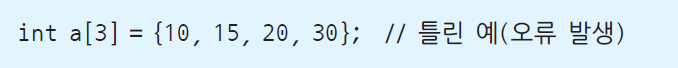 int a[3] = {10, 15, 20, 30};  // 틀린 예(오류 발생)